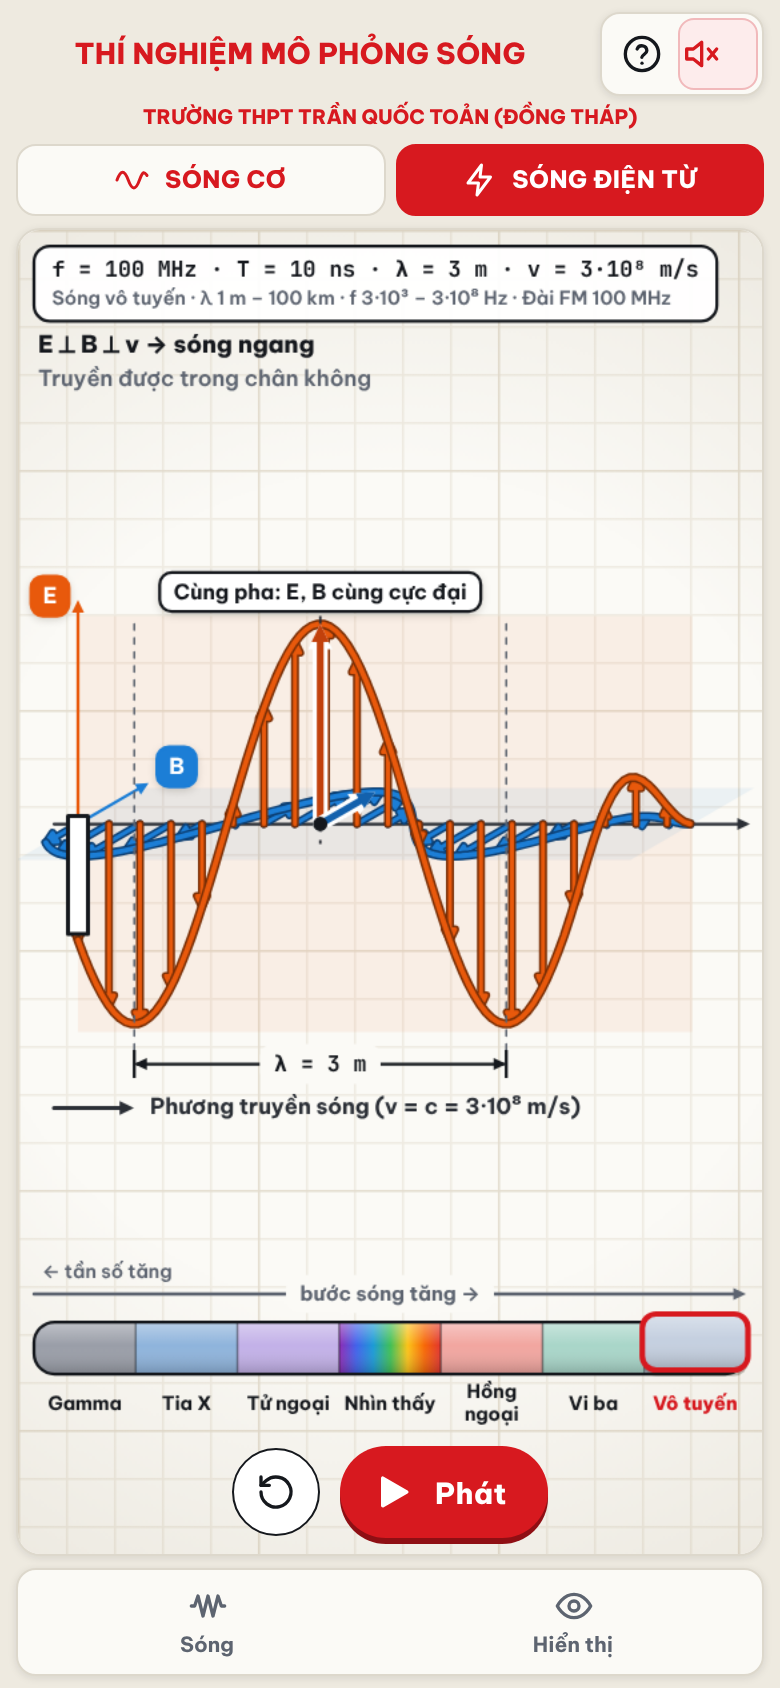 THÍ NGHIỆM MÔ PHỎNG SÓNG
TRƯỜNG THPT TRẦN QUỐC TOẢN (ĐỒNG THÁP)
SÓNG CƠ
SÓNG ĐIỆN TỪ
f = 100 MHz · T = 10 ns · λ = 3 m · v = 3·10⁸ m/s
Sóng vô tuyến · λ 1 m – 100 km · f 3·10³ – 3·10⁸ Hz · Đài FM 100 MHz
E ⊥ B ⊥ v → sóng ngang
Truyền được trong chân không
E
Cùng pha: E, B cùng cực đại
B
λ = 3 m
Phương truyền sóng (v = c = 3·10⁸ m/s)
← tần số tăng
bước sóng tăng →
Gamma
Tia X
Tử ngoại
Nhìn thấy
Hồng
ngoại
Vi ba
Vô tuyến
Phát
Sóng
Hiển thị